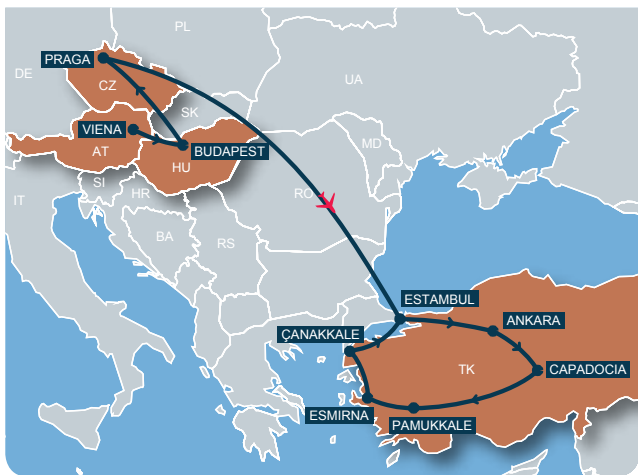 PL
DE
PRAGA
UA
CZ
SK
VIENA
BUDAPEST
MD
AT
HU
SI
RO
HR
IT
BA
RS
ESTAMBUL
ANKARA
ÇANAKKALE
TK
CAPADOCIA
ESMIRNA
PAMUKKALE